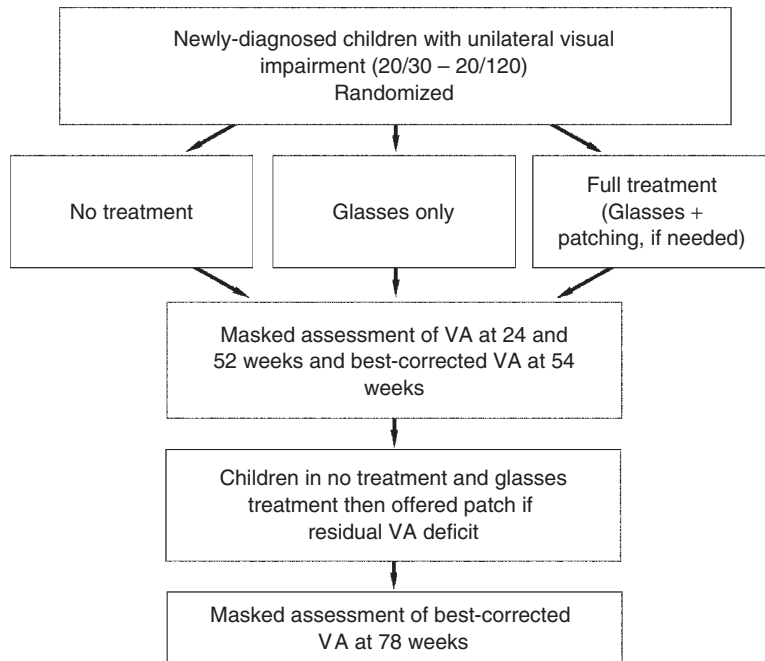 Newly-diagnosed children with unilateral visual
impairment (20/30 – 20/120)
Randomized
No treatment
Glasses only
Full treatment
(Glasses +
patching, if needed)
Masked assessment of VA at 24 and
52 weeks and best-corrected VA at 54
weeks
Children in no treatment and glasses
treatment then offered patch if
residual VA deficit
Masked assessment of best-corrected
VA at 78 weeks